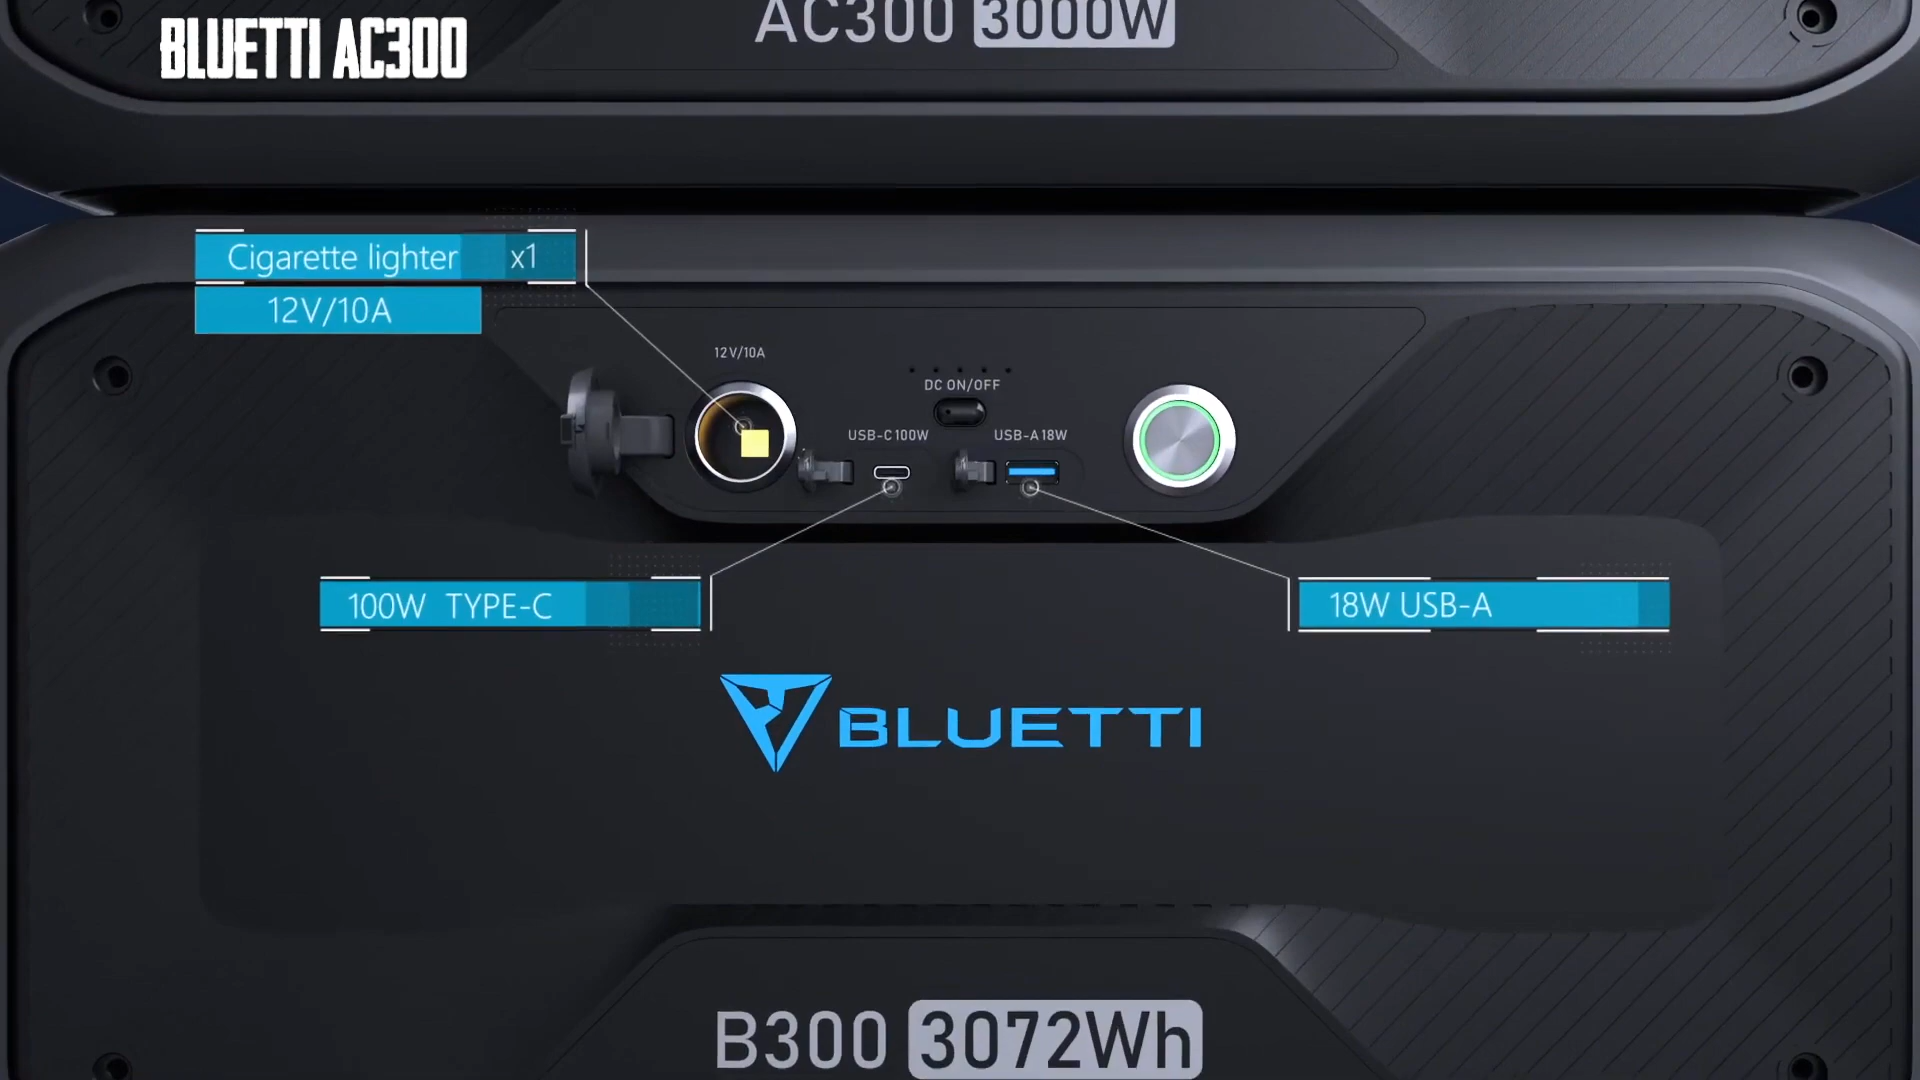 AC300 3000W
BLUETTI AC300
Cigarette lighter x1
12V/10A
12V/10A
DC ON/OFF
USB-C 100W
USB-A 18W
100W TYPE-C
18W USB-A
BLUETTI
B300 3072Wh